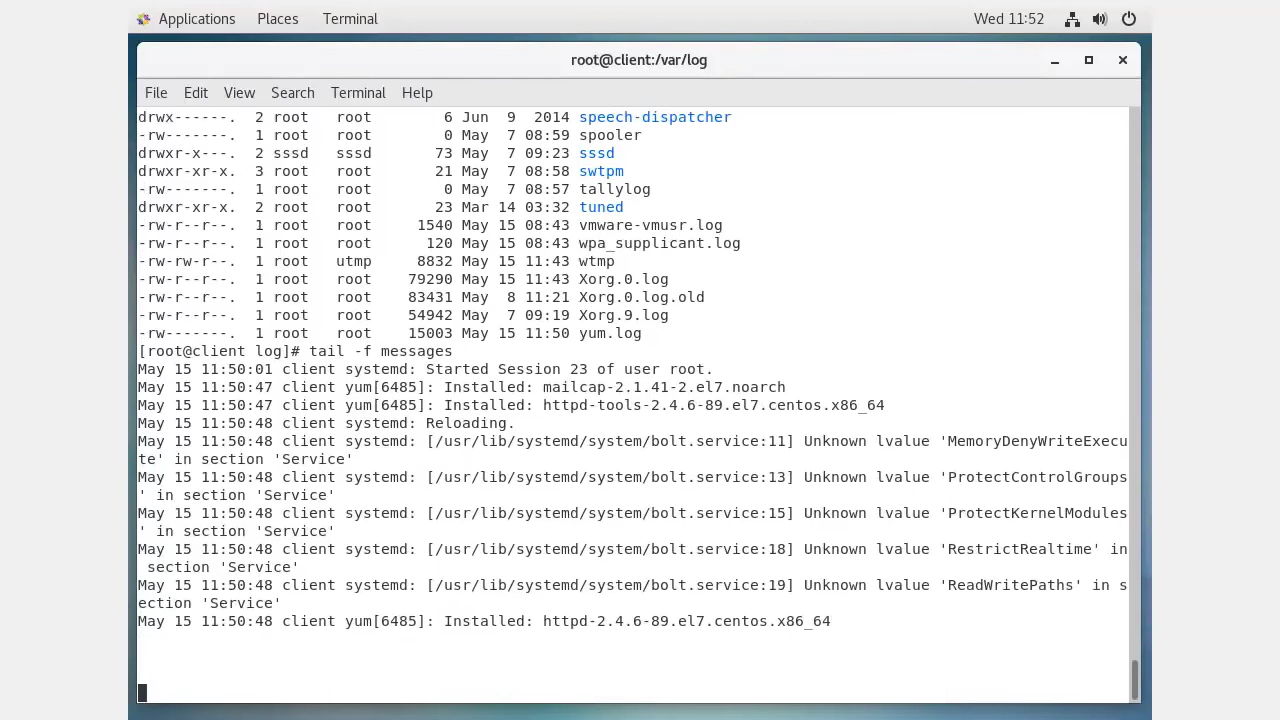 Applications Places Terminal Wed 11:52
root@client:/var/log
File Edit View Search Terminal Help
drwx------. 2 root root 6 Jun 9 2014 speech-dispatcher
-rw-------. 1 root root 0 May 7 08:59 spooler
drwxr-x---. 2 sssd sssd 73 May 7 09:23 sssd
drwxr-xr-x. 3 root root 21 May 7 08:58 swtpm
-rw-------. 1 root root 0 May 7 08:57 tallylog
drwxr-xr-x. 2 root root 23 Mar 14 03:32 tuned
-rw-r--r--. 1 root root 1540 May 15 08:43 vmware-vmusr.log
-rw-r--r--. 1 root root 120 May 15 08:43 wpa_supplicant.log
-rw-rw-r--. 1 root utmp 8832 May 15 11:43 wtmp
-rw-r--r--. 1 root root 79290 May 15 11:43 Xorg.0.log
-rw-r--r--. 1 root root 83431 May 8 11:21 Xorg.0.log.old
-rw-r--r--. 1 root root 54942 May 7 09:19 Xorg.9.log
-rw-------. 1 root root 15003 May 15 11:50 yum.log
[root@client log]# tail -f messages
May 15 11:50:01 client systemd: Started Session 23 of user root.
May 15 11:50:47 client yum[6485]: Installed: mailcap-2.1.41-2.el7.noarch
May 15 11:50:47 client yum[6485]: Installed: httpd-tools-2.4.6-89.el7.centos.x86_64
May 15 11:50:48 client systemd: Reloading.
May 15 11:50:48 client systemd: [/usr/lib/systemd/system/bolt.service:11] Unknown lvalue 'MemoryDenyWriteExecu
te' in section 'Service'
May 15 11:50:48 client systemd: [/usr/lib/systemd/system/bolt.service:13] Unknown lvalue 'ProtectControlGroups
' in section 'Service'
May 15 11:50:48 client systemd: [/usr/lib/systemd/system/bolt.service:15] Unknown lvalue 'ProtectKernelModules
' in section 'Service'
May 15 11:50:48 client systemd: [/usr/lib/systemd/system/bolt.service:18] Unknown lvalue 'RestrictRealtime' in
 section 'Service'
May 15 11:50:48 client systemd: [/usr/lib/systemd/system/bolt.service:19] Unknown lvalue 'ReadWritePaths' in s
ection 'Service'
May 15 11:50:48 client yum[6485]: Installed: httpd-2.4.6-89.el7.centos.x86_64